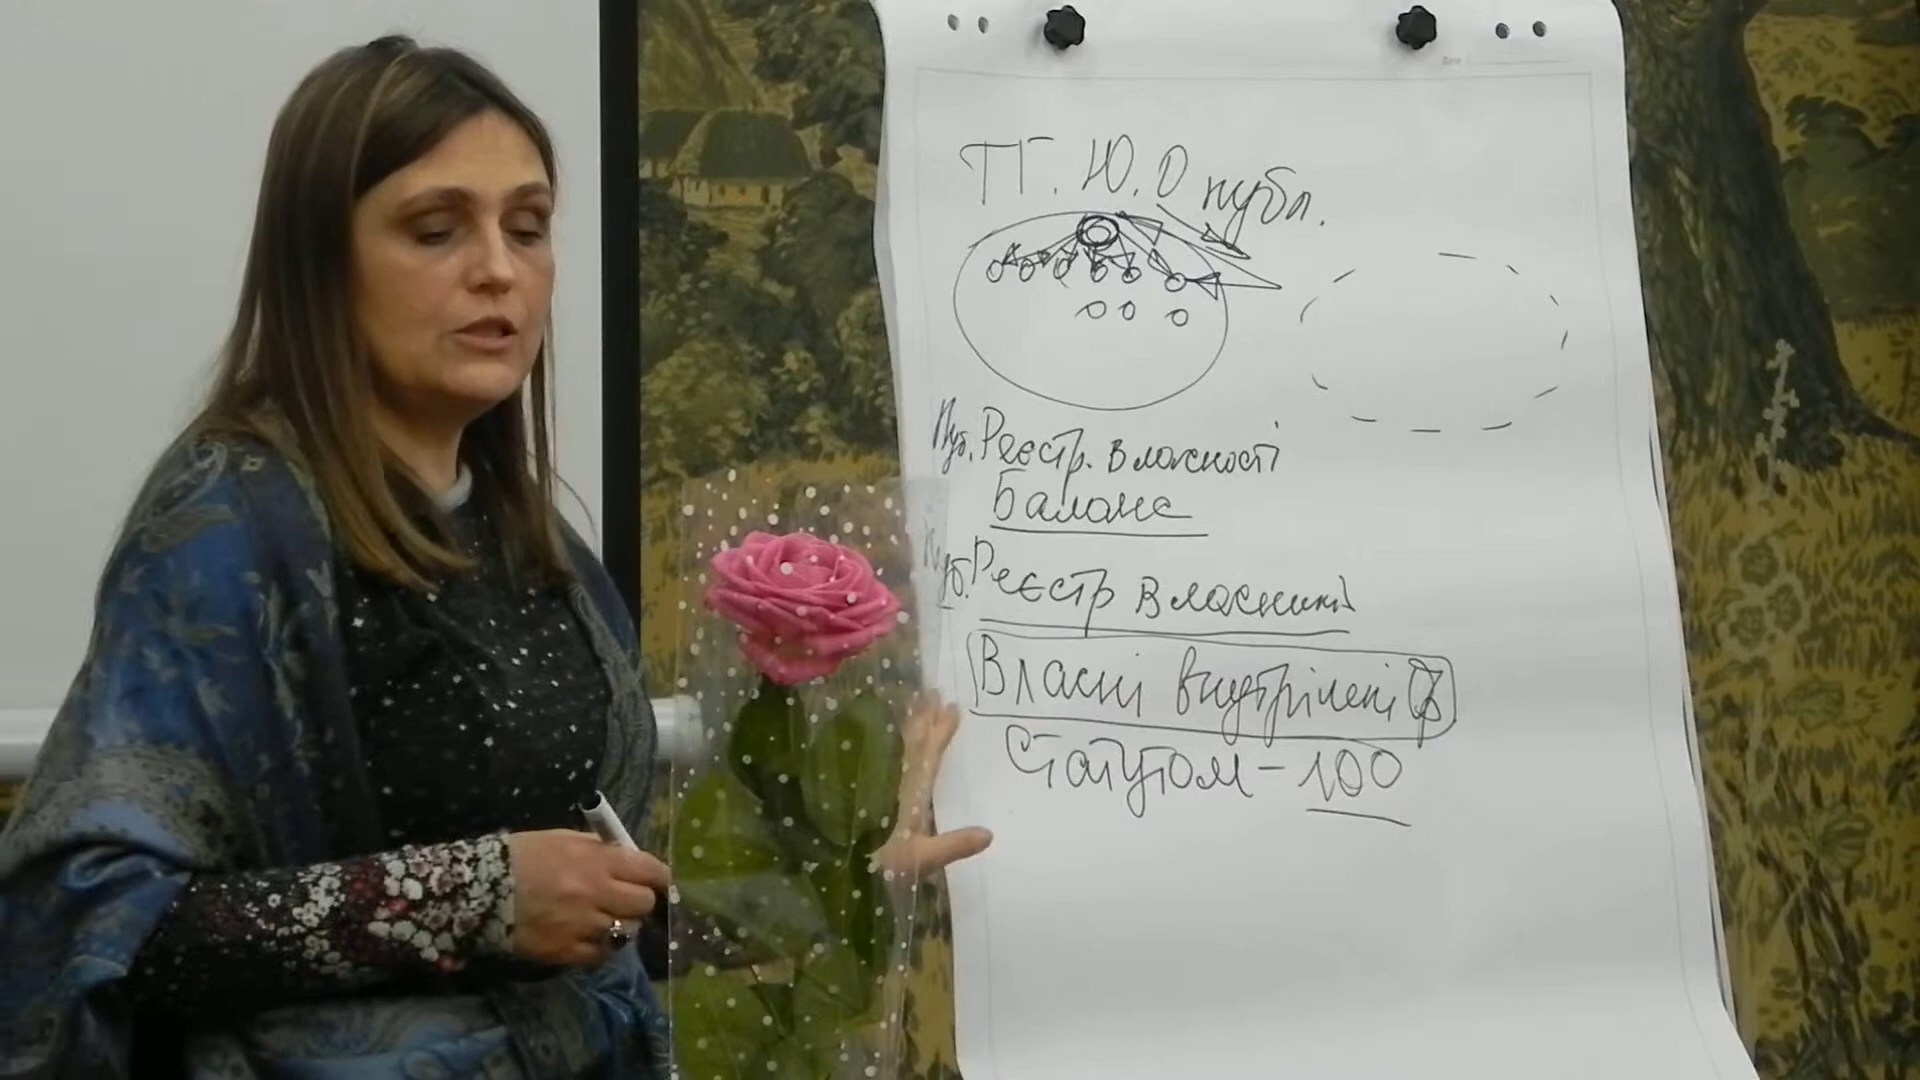 ТГ. Ю.О публ.
Пуб. Реєстр. власності
Баланс
Пуб. Реєстр власників
Власні внутрішні
Статутом - 100